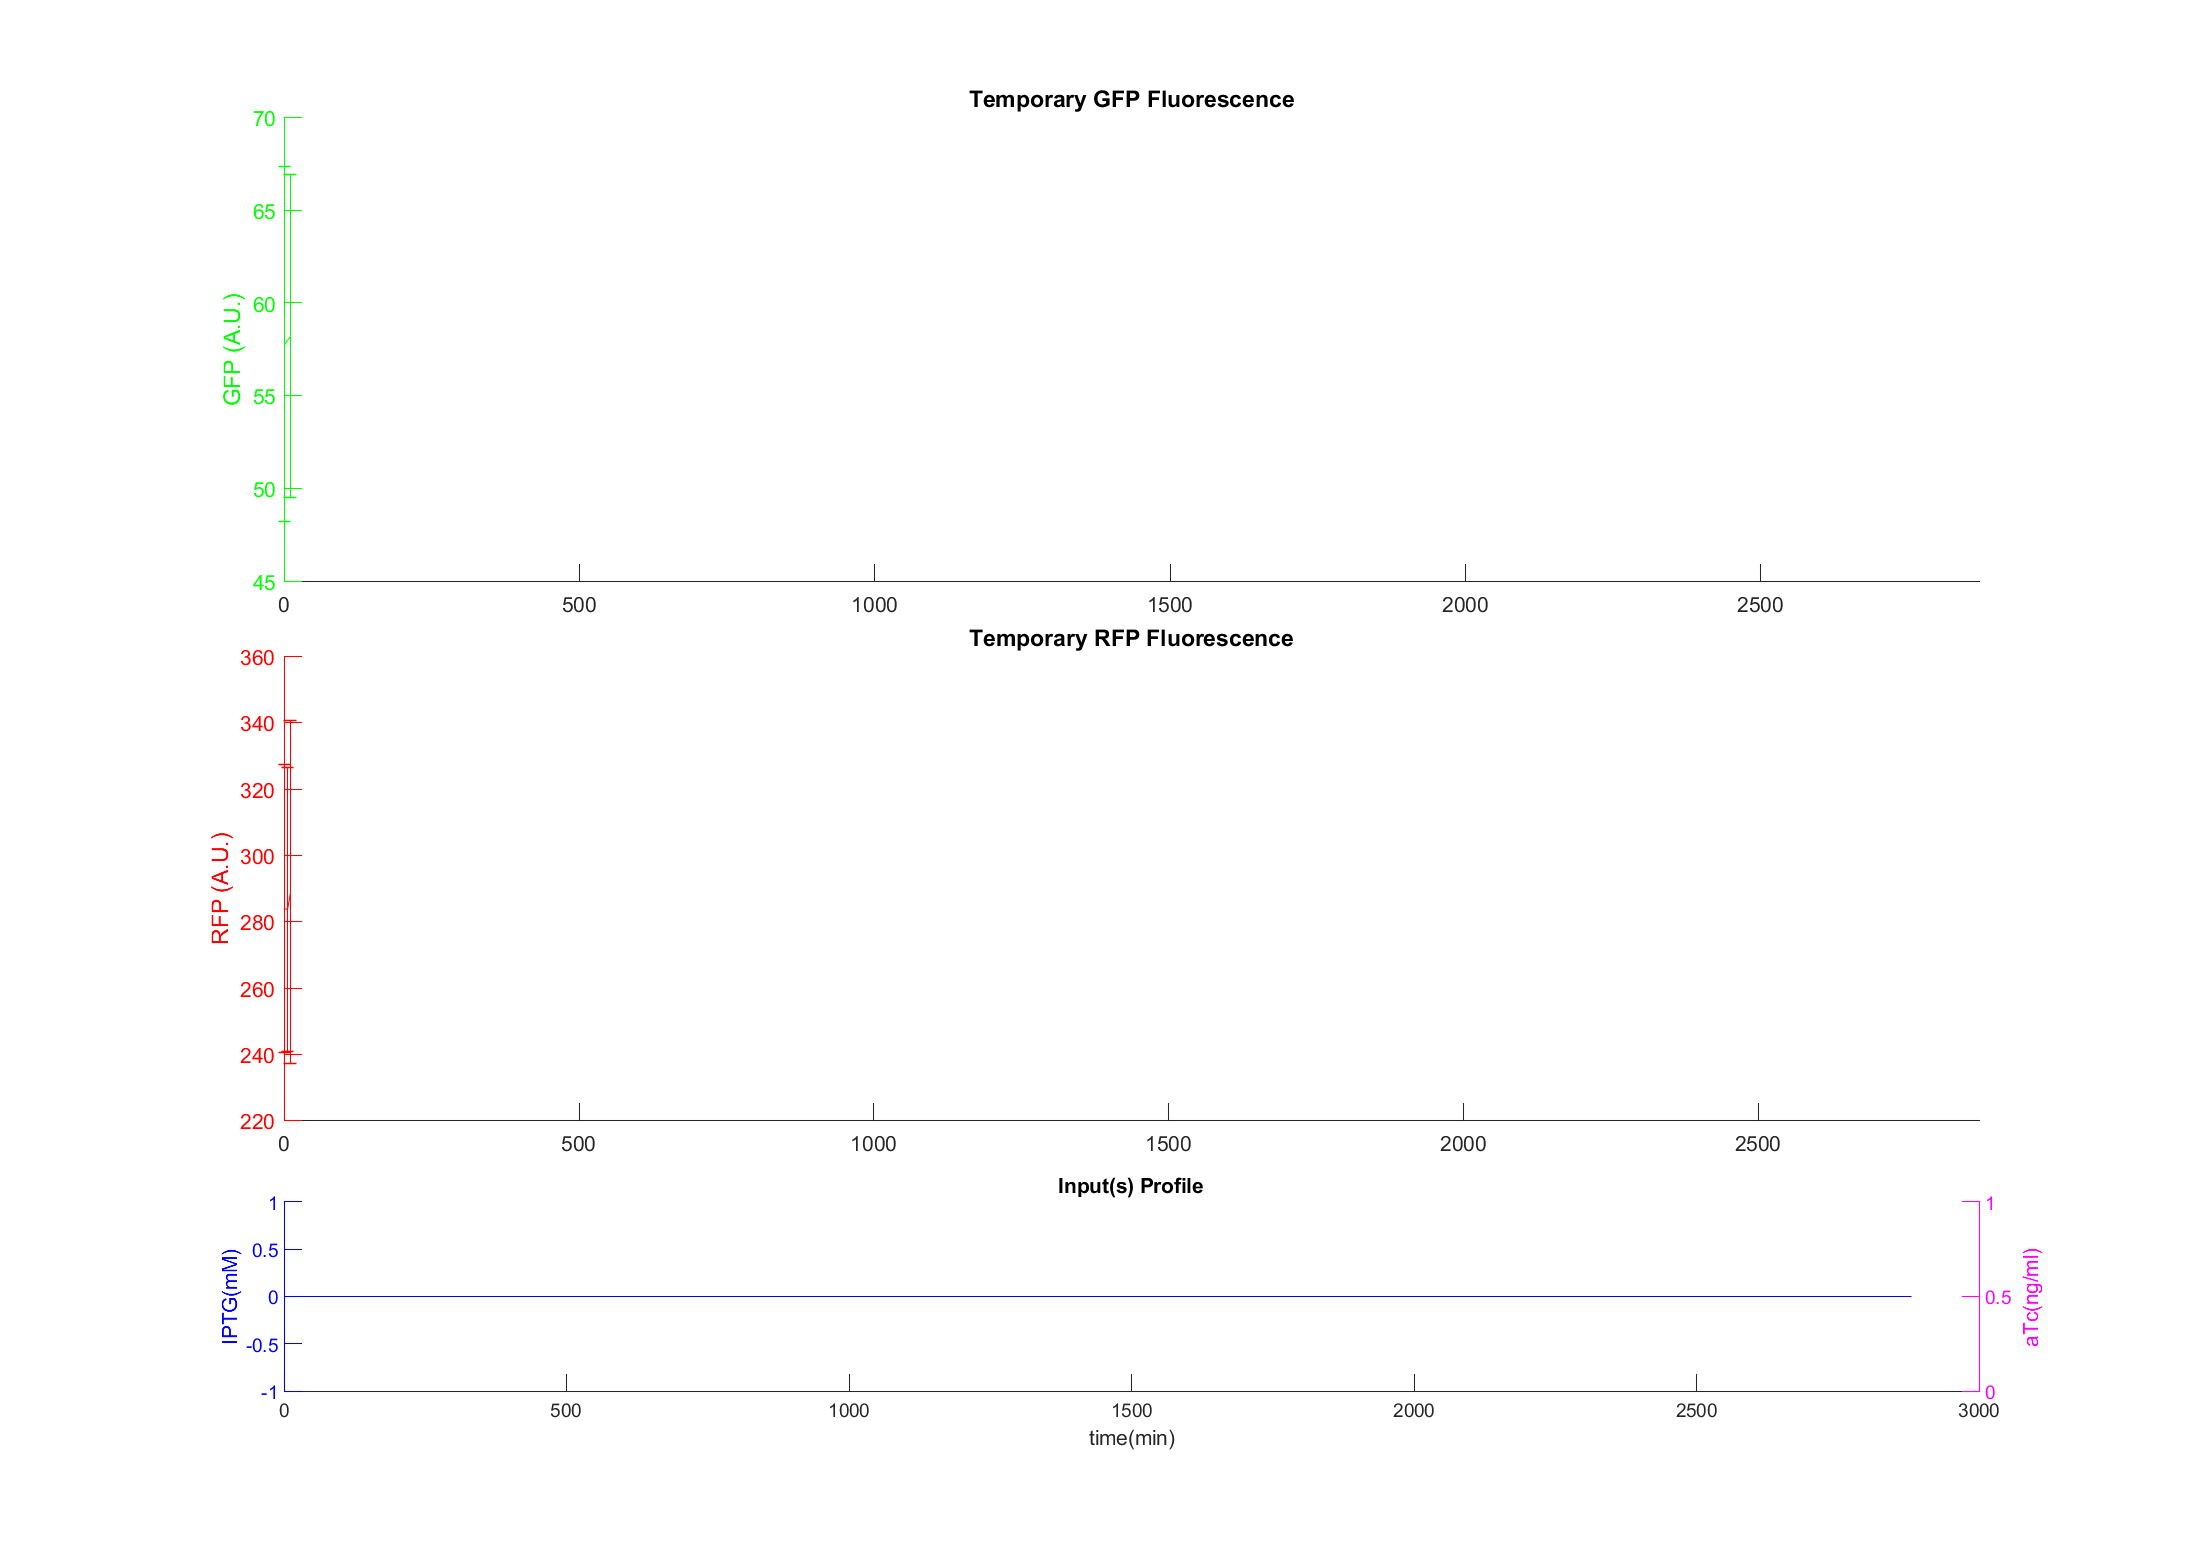 Temporary GFP Fluorescence
GFP (A.U.)
70
65
60
55
50
45
0 500 1000 1500 2000 2500
Temporary RFP Fluorescence
RFP (A.U.)
360
340
320
300
280
260
240
220
0 500 1000 1500 2000 2500
Input(s) Profile
IPTG(mM)
1
0.5
0
-0.5
-1
aTc(ng/ml)
1
0.5
0
0 500 1000 1500 2000 2500 3000
time(min)